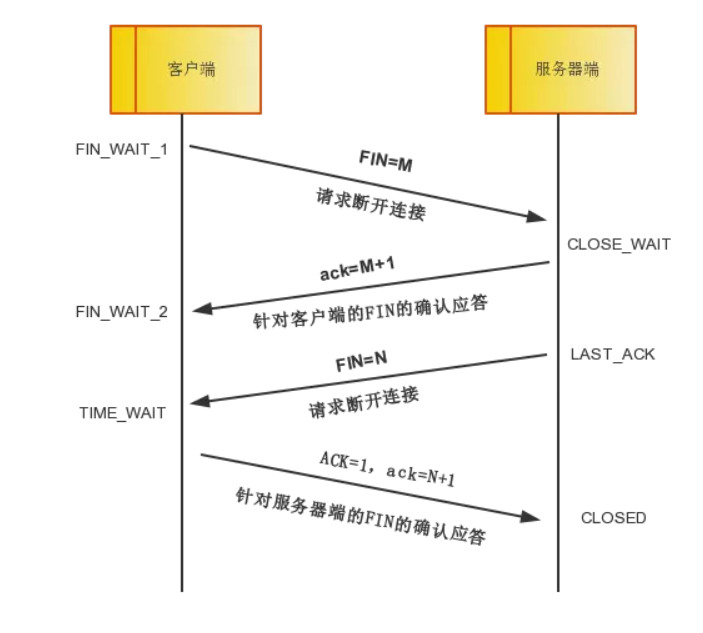 客户端
服务器端
FIN_WAIT_1
FIN=M
请求断开连接
CLOSE_WAIT
ack=M+1
针对客户端的FIN的确认应答
FIN_WAIT_2
LAST_ACK
FIN=N
请求断开连接
TIME_WAIT
ACK=1, ack=N+1
针对服务器端的FIN的确认应答
CLOSED